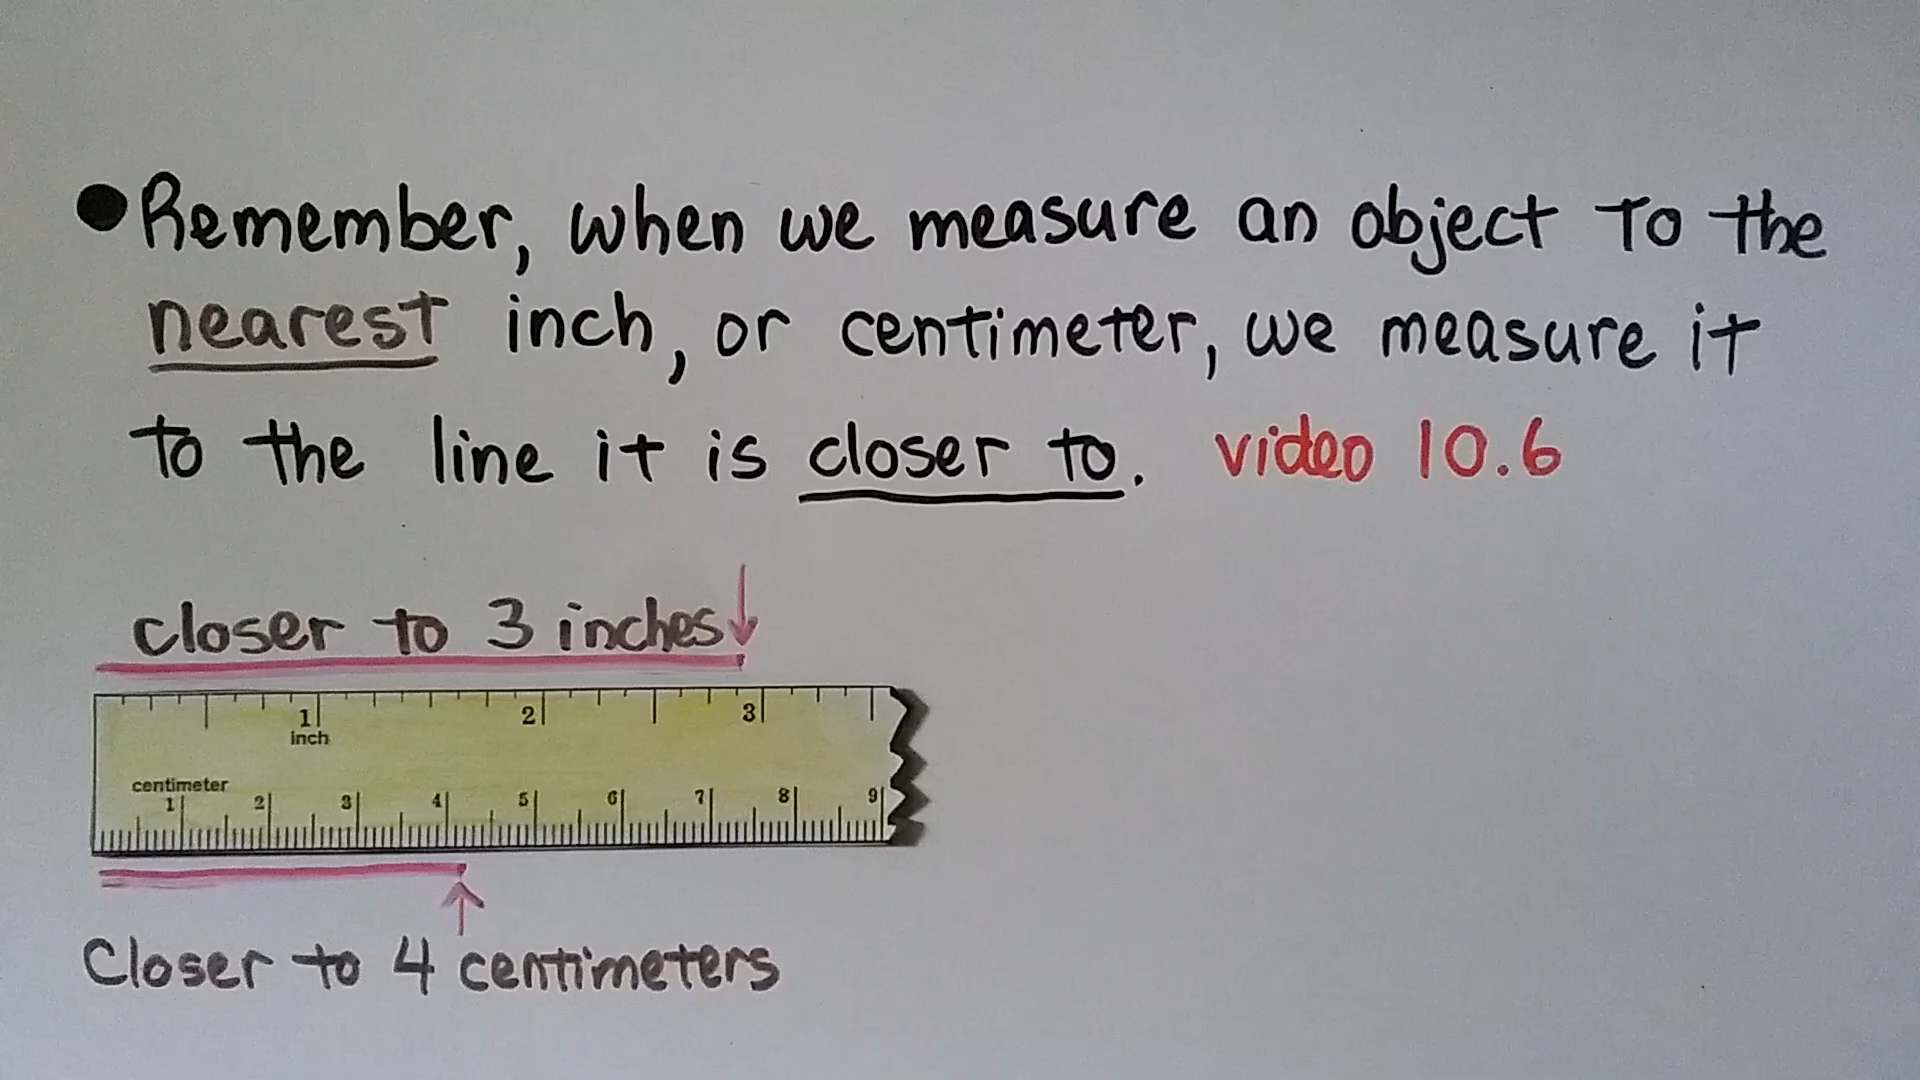 Remember, when we measure an object to the
nearest inch, or centimeter, we measure it
to the line it is closer to. video 10.6
closer to 3 inches
1 2 3
inch
centimeter
1 2 3 4 5 6 7 8 9
Closer to 4 centimeters